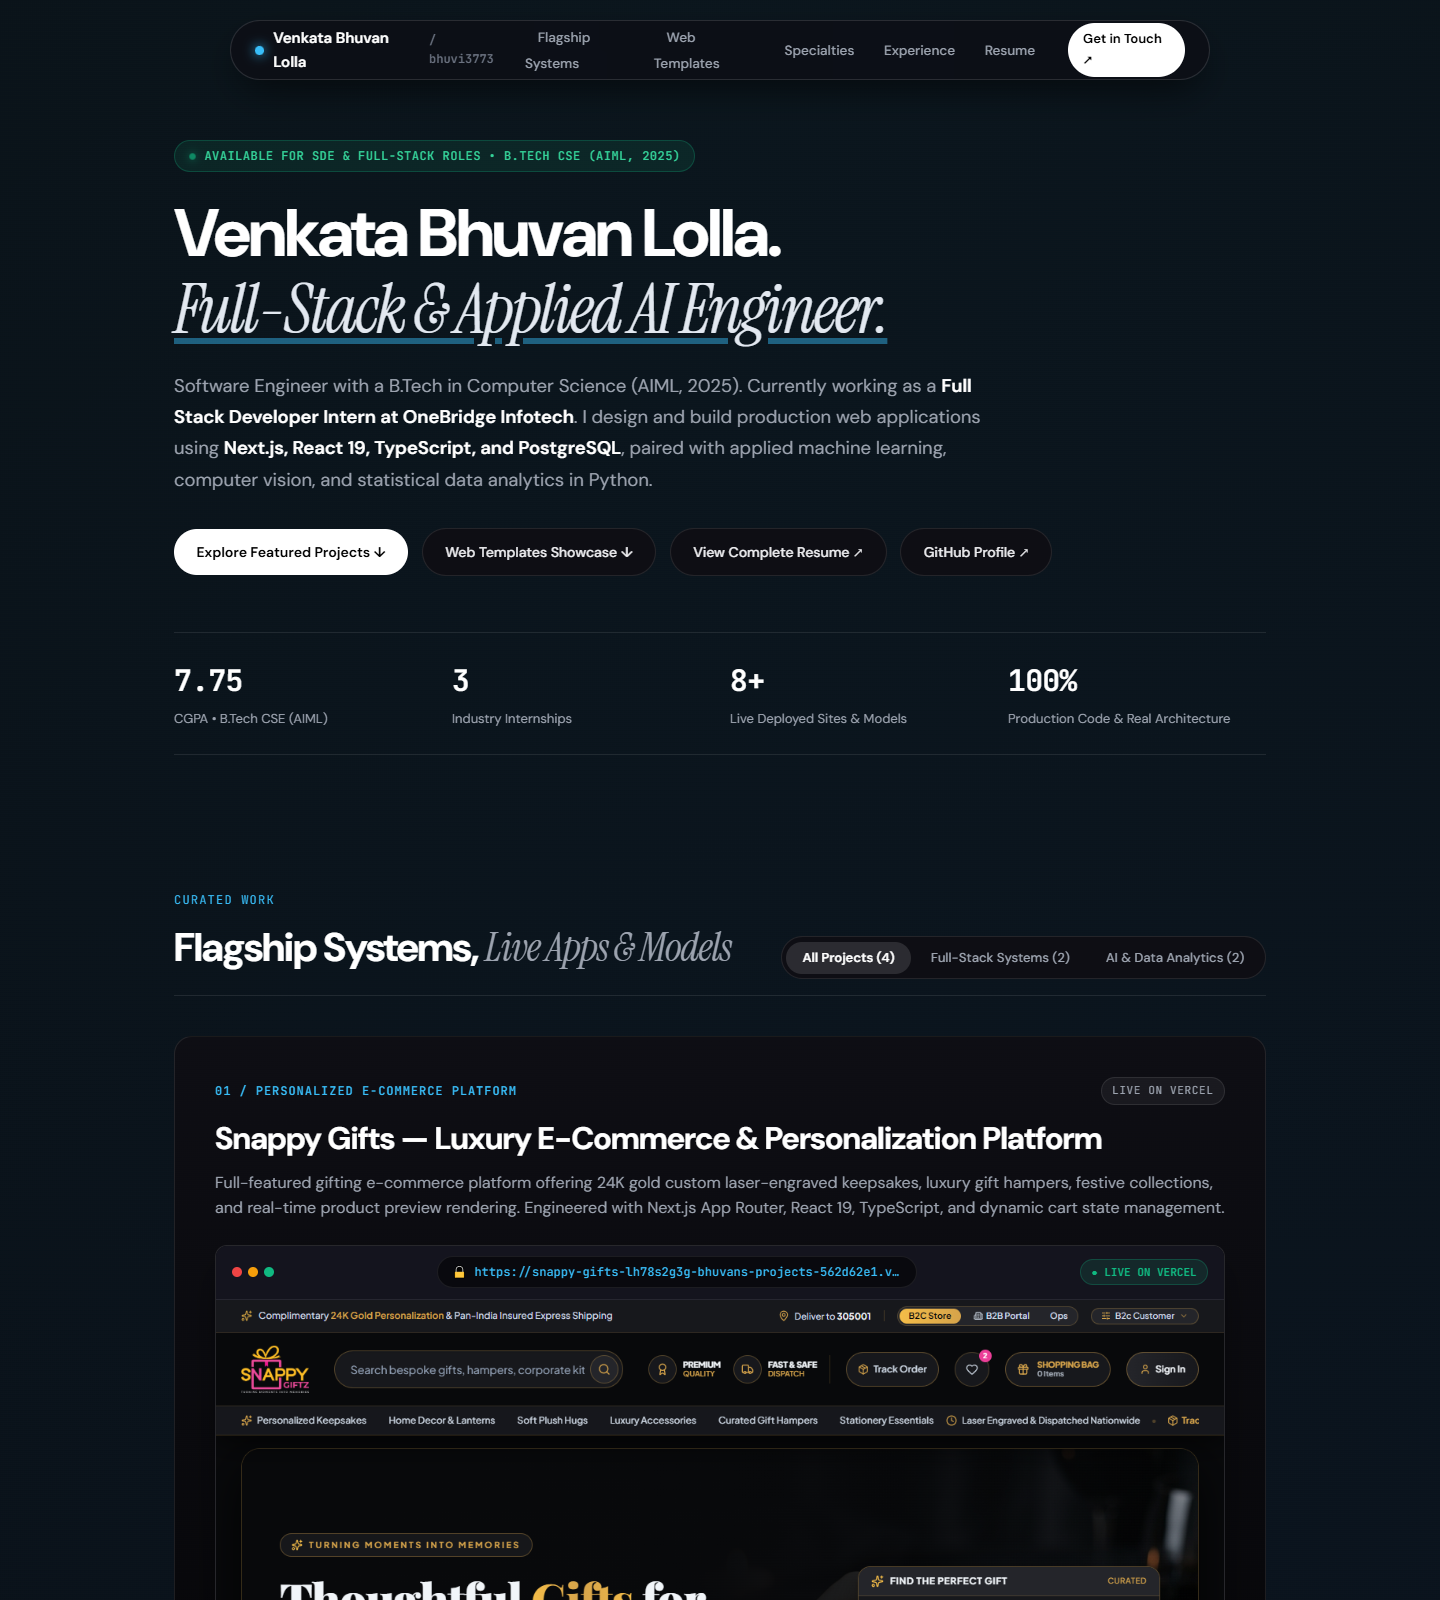 Venkata Bhuvan
Lolla
/
bhuvi3773
Flagship
Systems
Web
Templates
Specialties
Experience
Resume
Get in Touch
↗
AVAILABLE FOR SDE & FULL-STACK ROLES • B.TECH CSE (AIML, 2025)
Venkata Bhuvan Lolla.
Full-Stack & Applied AI Engineer.
Software Engineer with a B.Tech in Computer Science (AIML, 2025). Currently working as a Full
Stack Developer Intern at OneBridge Infotech. I design and build production web applications
using Next.js, React 19, TypeScript, and PostgreSQL, paired with applied machine learning,
computer vision, and statistical data analytics in Python.
Explore Featured Projects ↓
Web Templates Showcase ↓
View Complete Resume ↗
GitHub Profile ↗
7.75
CGPA • B.Tech CSE (AIML)
3
Industry Internships
8+
Live Deployed Sites & Models
100%
Production Code & Real Architecture
CURATED WORK
Flagship Systems, Live Apps & Models
All Projects (4)
Full-Stack Systems (2)
AI & Data Analytics (2)
01 / PERSONALIZED E-COMMERCE PLATFORM
LIVE ON VERCEL
Snappy Gifts — Luxury E-Commerce & Personalization Platform
Full-featured gifting e-commerce platform offering 24K gold custom laser-engraved keepsakes, luxury gift hampers, festive collections,
and real-time product preview rendering. Engineered with Next.js App Router, React 19, TypeScript, and dynamic cart state management.
https://snappy-gifts-lh78s2g3g-bhuvans-projects-562d62e1.v…
● LIVE ON VERCEL
Complimentary 24K Gold Personalization & Pan-India Insured Express Shipping
Deliver to 305001
B2C Store
B2B Portal
Ops
B2c Customer
SNAPPY
GIFTZ
Search bespoke gifts, hampers, corporate kit
PREMIUM
QUALITY
FAST & SAFE
DISPATCH
Track Order
2
SHOPPING BAG
0 Items
Sign In
Personalized Keepsakes
Home Decor & Lanterns
Soft Plush Hugs
Luxury Accessories
Curated Gift Hampers
Stationery Essentials
Laser Engraved & Dispatched Nationwide
Trac
TURNING MOMENTS INTO MEMORIES
Thoughtful Gifts for
FIND THE PERFECT GIFT
CURATED